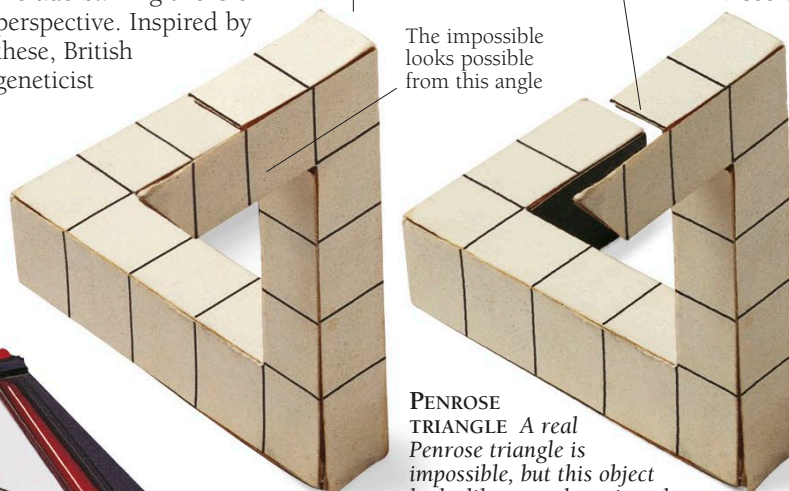 perspective. Inspired by
these, British
geneticist
The impossible
looks possible
from this angle
PENROSE
TRIANGLE A real
Penrose triangle is
impossible, but this object